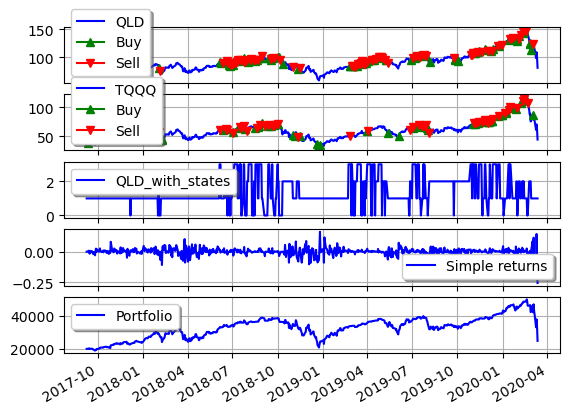 150
100
QLD
Buy
Sell
100
50
TQQQ
Buy
Sell
2
0
QLD_with_states
0.00
−0.25
Simple returns
40000
20000
Portfolio
2017-10
2018-01
2018-04
2018-07
2018-10
2019-01
2019-04
2019-07
2019-10
2020-01
2020-04